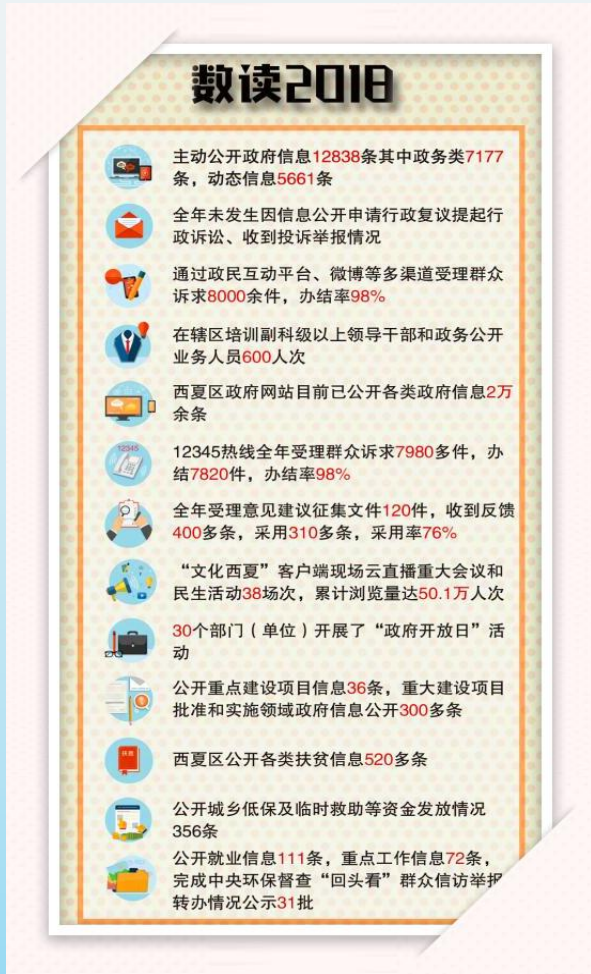 数读2018
主动公开政府信息12838条其中政务类7177
条，动态信息5661条
全年未发生因信息公开申请行政复议提起行
政诉讼、收到投诉举报情况
通过政民互动平台、微博等多渠道受理群众
诉求8000余件，办结率98%
在辖区培训副科级以上领导干部和政务公开
业务人员600人次
西夏区政府网站目前已公开各类政府信息2万
余条
12345
12345热线全年受理群众诉求7980多件，办
结7820件，办结率98%
全年受理意见建议征集文件120件，收到反馈
400多条，采用310多条，采用率76%
“文化西夏”客户端现场云直播重大会议和
民生活动38场次，累计浏览量达50.1万人次
30个部门（单位）开展了“政府开放日”活
动
公开重点建设项目信息36条，重大建设项目
批准和实施领域政府信息公开300多条
西夏区公开各类扶贫信息520多条
公开城乡低保及临时救助等资金发放情况
356条
公开就业信息111条，重点工作信息72条，
完成中央环保督查“回头看”群众信访举报
转办情况公示31批